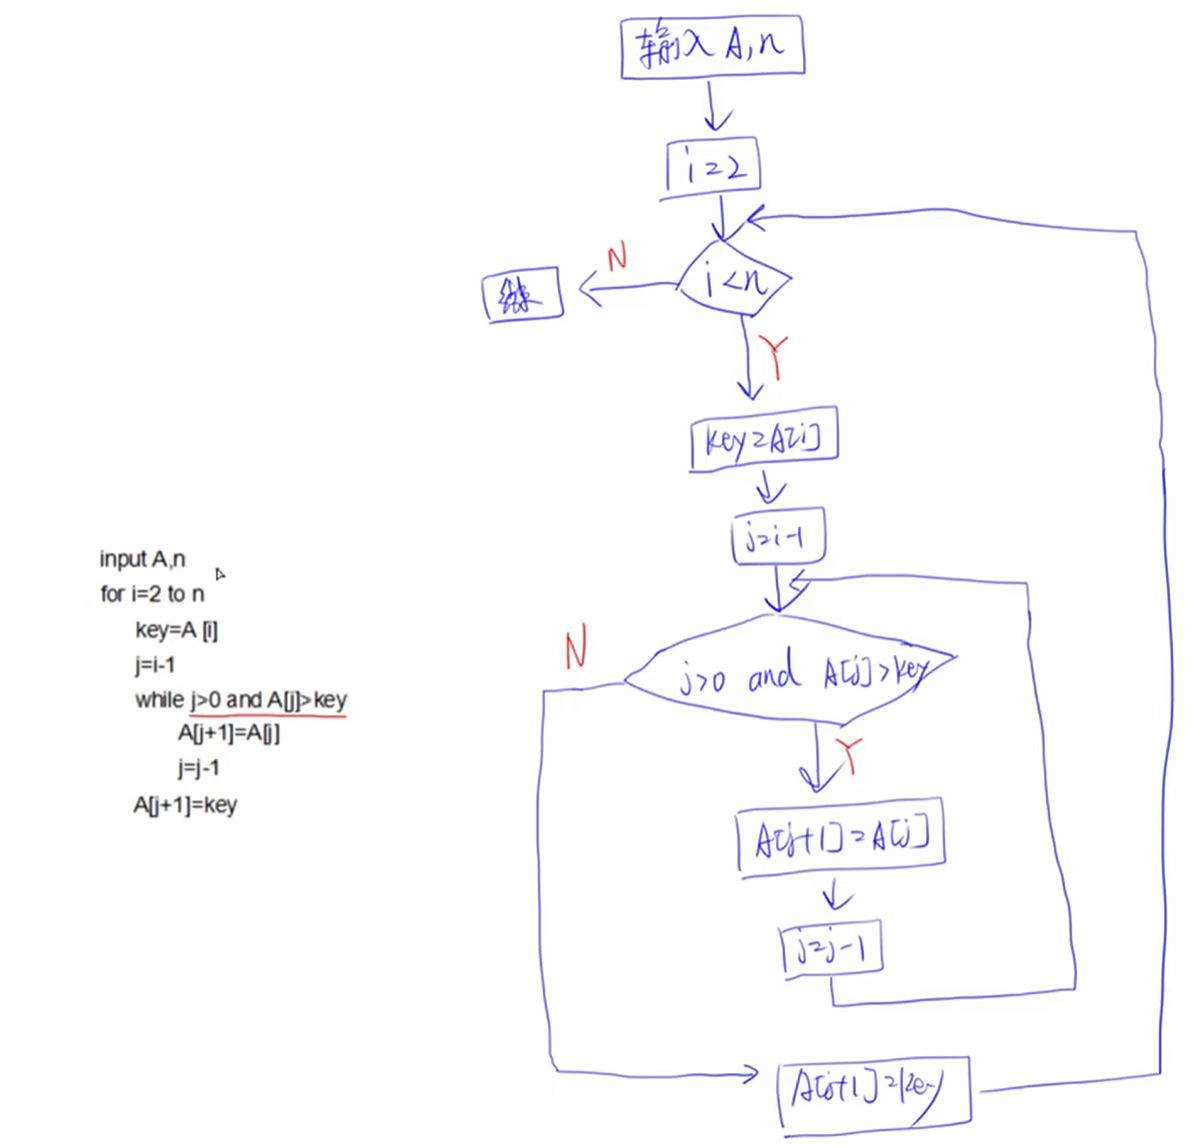 输入 A,n
i=2
N
i<n
结束
Y
key=A[i]
j=i-1
input A,n
for i=2 to n
key=A [i]
j=i-1
while j>0 and A[j]>key
A[j+1]=A[j]
j=j-1
A[j+1]=key
N
j>0 and A[j]>key
Y
A[j+1]=A[j]
j=j-1
A[j+1]=key